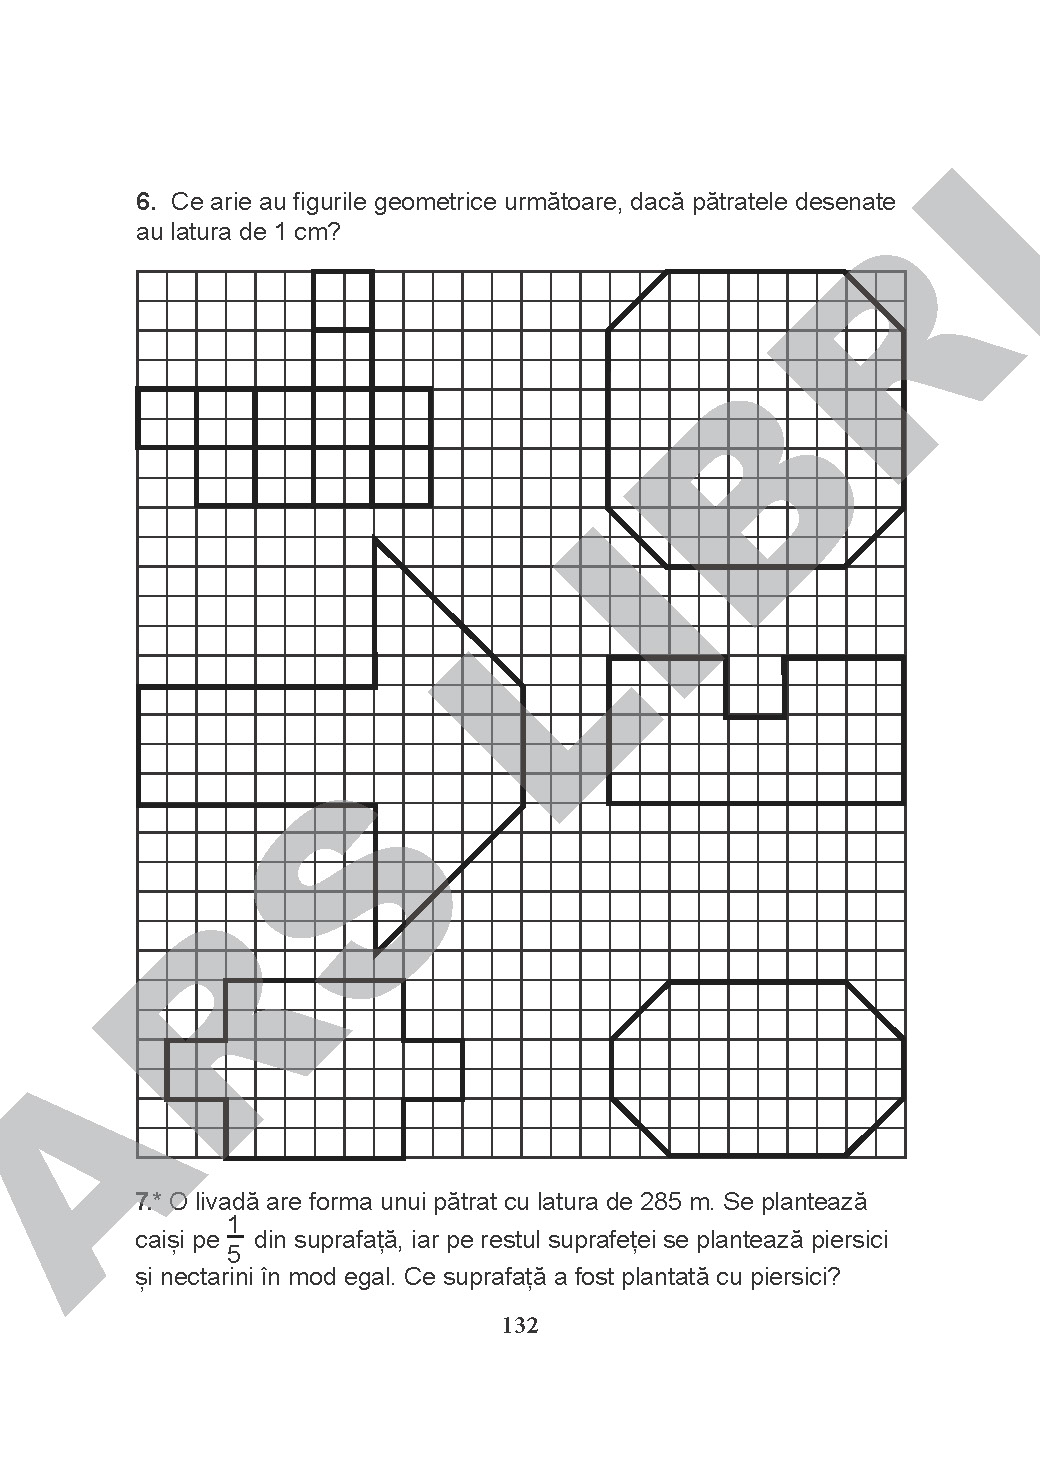 6. Ce arie au figurile geometrice următoare, dacă pătratele desenate
au latura de 1 cm?
ARS LIBRI
7.* O livadă are forma unui pătrat cu latura de 285 m. Se plantează
caiși pe 1/5 din suprafață, iar pe restul suprafeței se plantează piersici
și nectarini în mod egal. Ce suprafață a fost plantată cu piersici?
132